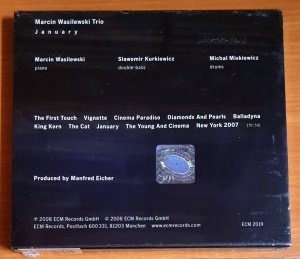 Marcin Wasilewski Trio
January
Marcin Wasilewski Slawomir Kurkiewicz Michal Miskiewicz
piano double-bass drums
The First Touch Vignette Cinema Paradiso Diamonds And Pearls Balladyna
King Korn The Cat January The Young And Cinema New York 2007
Produced by Manfred Eicher
℗ 2008 ECM Records GmbH © 2008 ECM Records GmbH
ECM Records, Postfach 600 331, 81203 München www.ecmrecords.com ECM 2019